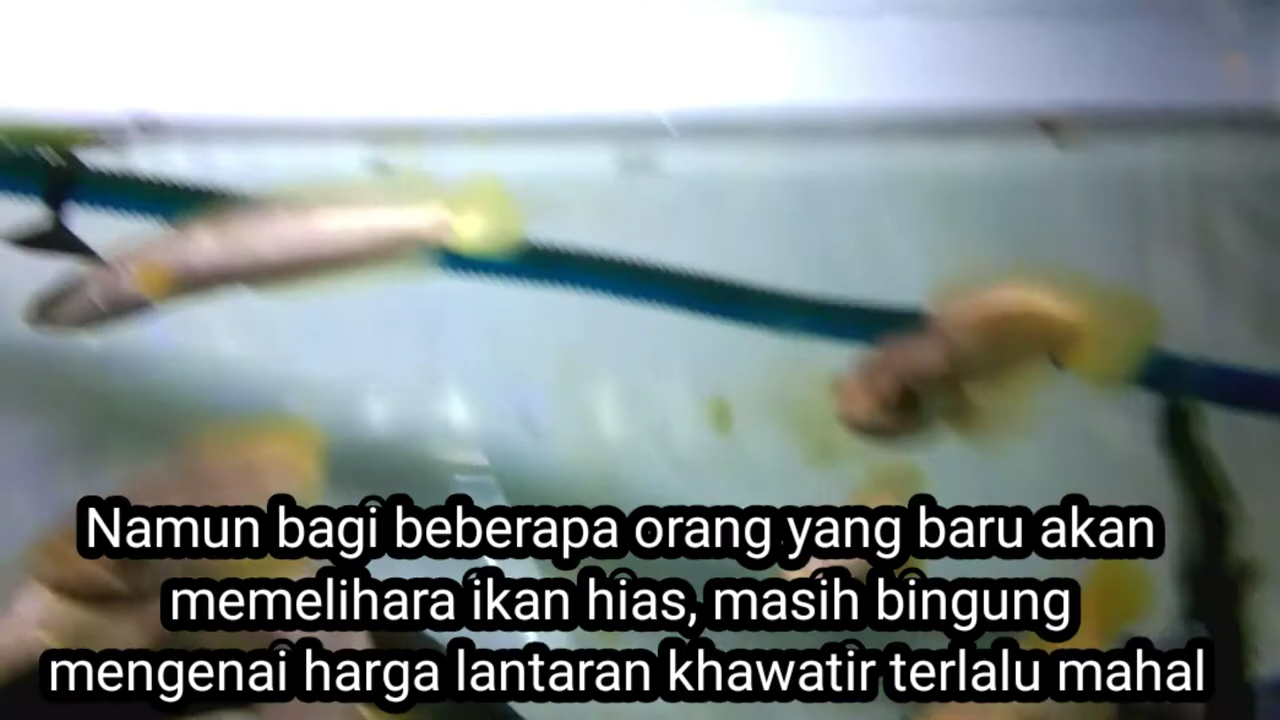 Namun bagi beberapa orang yang baru akan
memelihara ikan hias, masih bingung
mengenai harga lantaran khawatir terlalu mahal